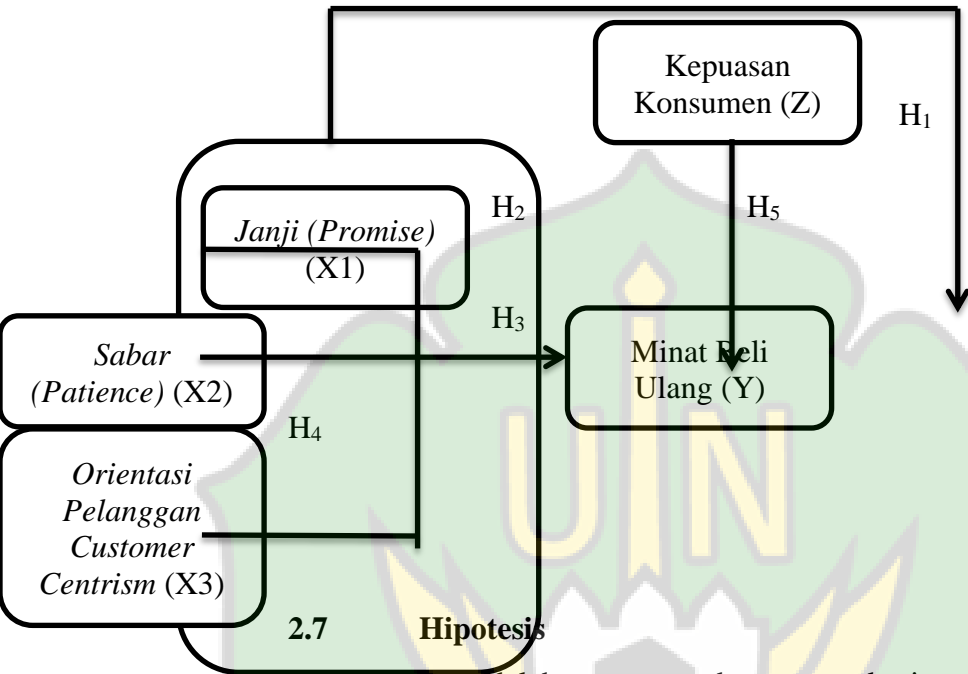 Kepuasan
Konsumen (Z)
H₁
Janji (Promise)
(X1)
H₂
H₅
H₃
Sabar
(Patience) (X2)
Minat Beli
Ulang (Y)
H₄
Orientasi
Pelanggan
Customer
Centrism (X3)
2.7 Hipotesis
UIN